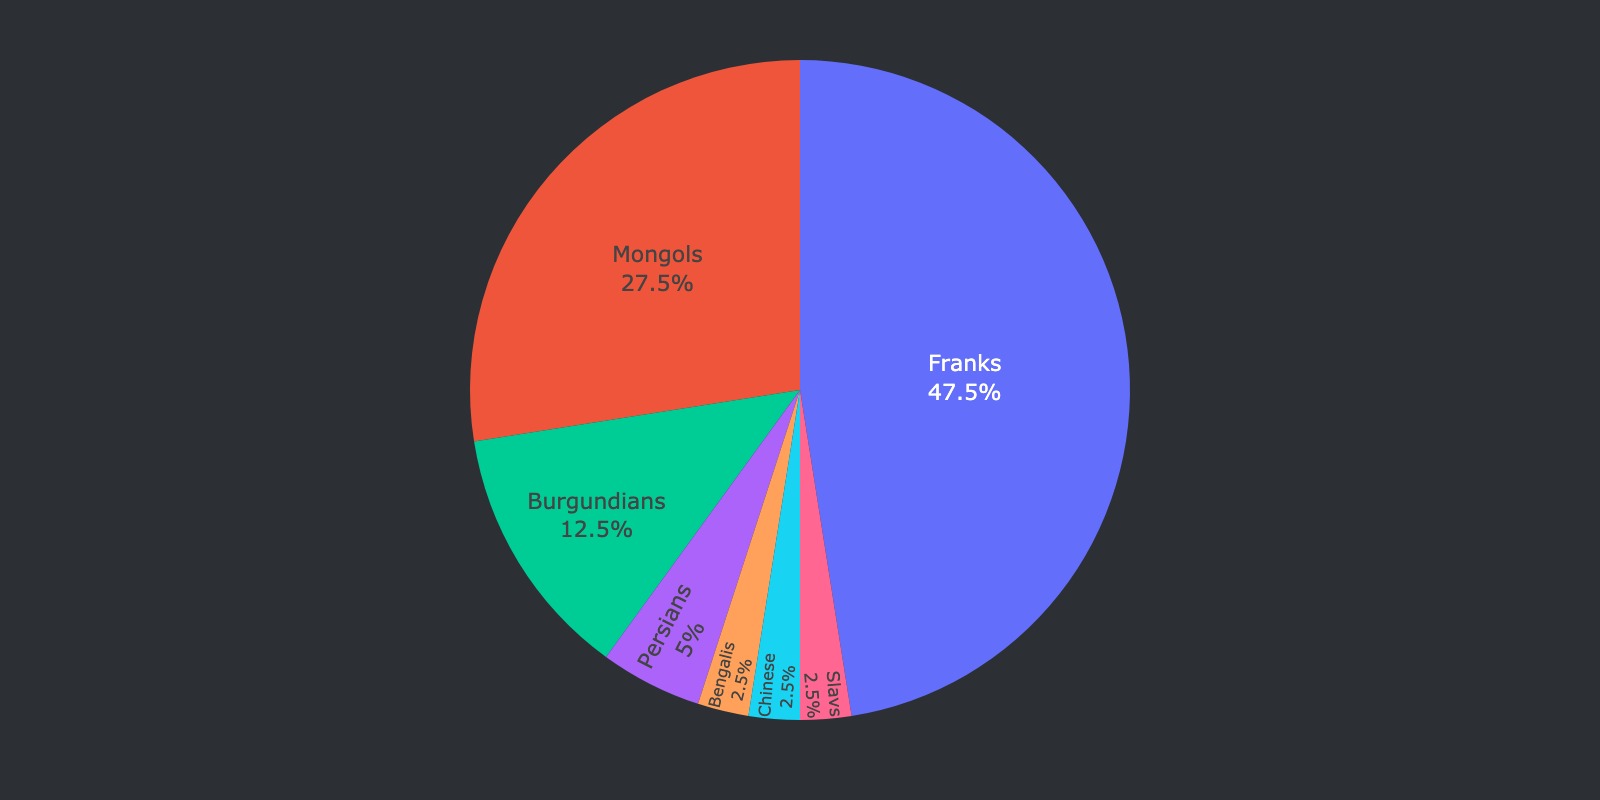 Mongols
27.5%
Franks
47.5%
Burgundians
12.5%
Persians
5%
Bengalis
2.5%
Chinese
2.5%
Slavs
2.5%